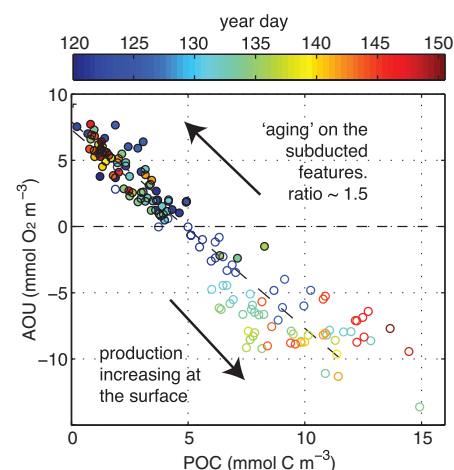 year day
120 125 130 135 140 145 150
10
'aging' on the
subducted
features.
ratio ~ 1.5
5
0
−5
−10
production
increasing at
the surface
0 5 10 15
AOU (mmol O₂ m⁻³)
POC (mmol C m⁻³)